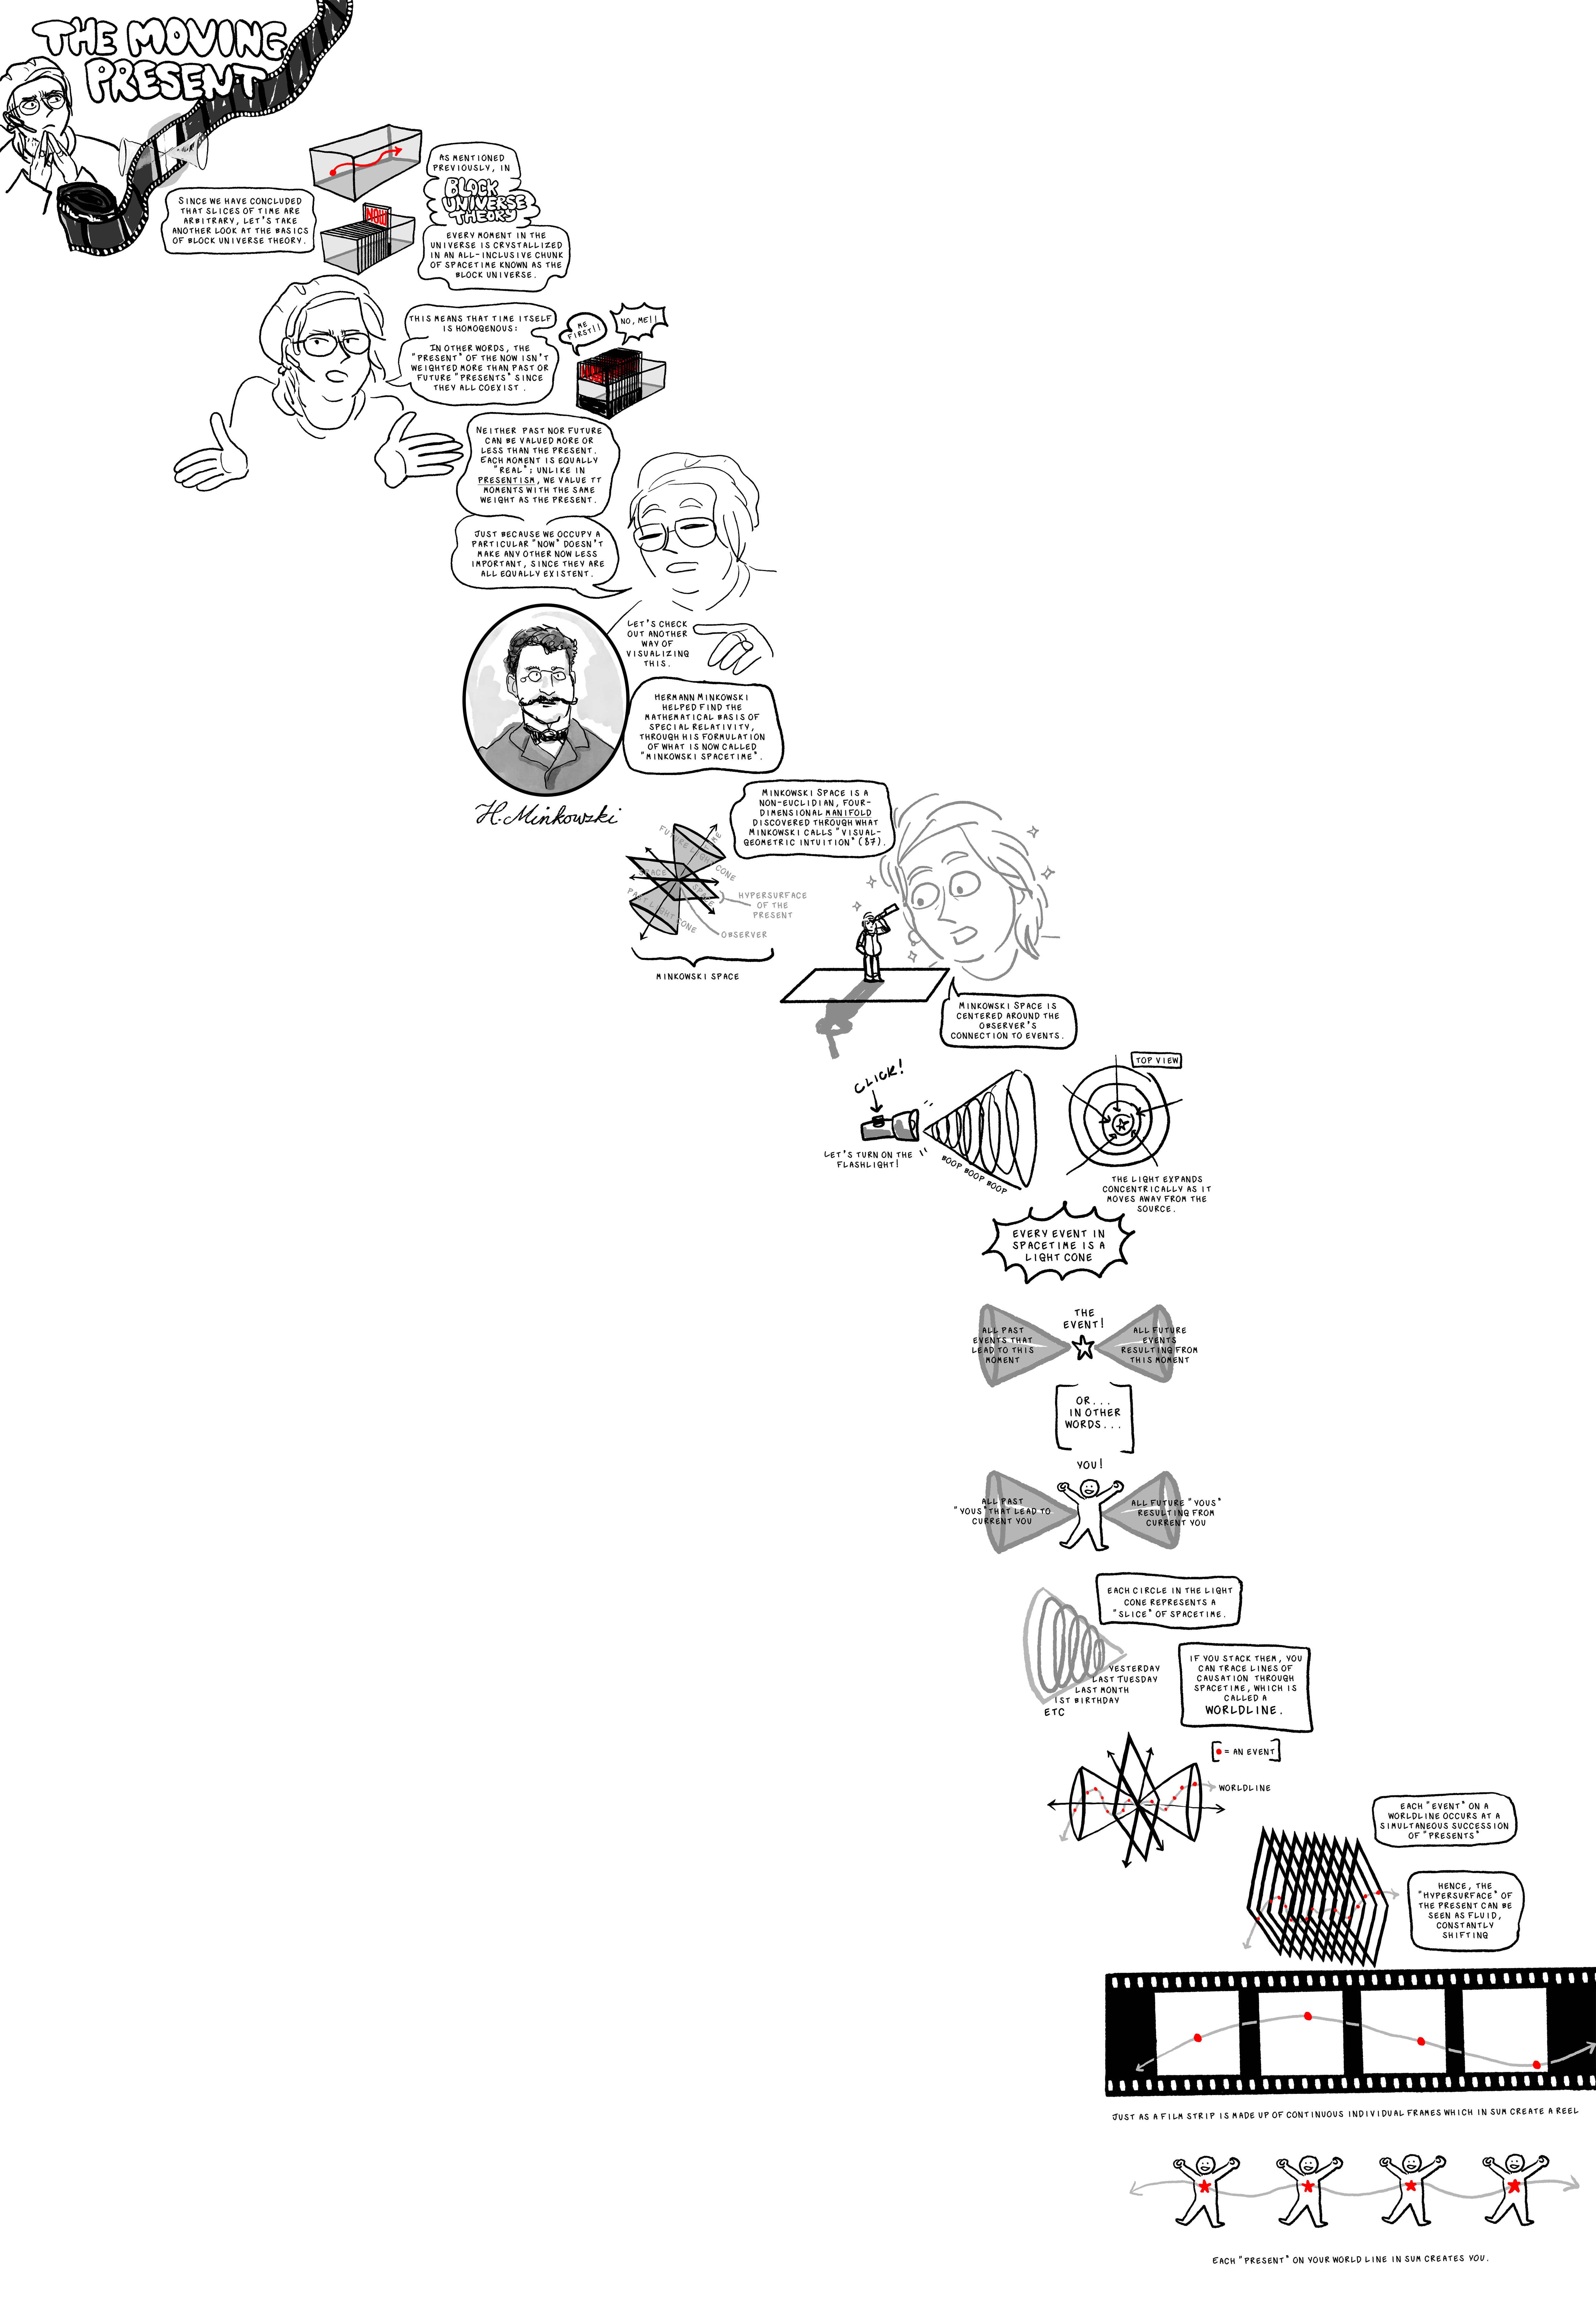 THE MOVING
PRESENT
SINCE WE HAVE CONCLUDED
THAT SLICES OF TIME ARE
ARBITRARY, LET'S TAKE
ANOTHER LOOK AT THE BASICS
OF BLOCK UNIVERSE THEORY.
NOW
AS MENTIONED
PREVIOUSLY, IN
BLOCK
UNIVERSE
THEORY
EVERY MOMENT IN THE
UNIVERSE IS CRYSTALLIZED
IN AN ALL-INCLUSIVE CHUNK
OF SPACETIME KNOWN AS THE
BLOCK UNIVERSE.
THIS MEANS THAT TIME ITSELF
IS HOMOGENOUS:
IN OTHER WORDS, THE
"PRESENT" OF THE NOW ISN'T
WEIGHTED MORE THAN PAST OR
FUTURE "PRESENTS" SINCE
THEY ALL COEXIST .
ME
FIRST!!
NO, ME!!
NEITHER PAST NOR FUTURE
CAN BE VALUED MORE OR
LESS THAN THE PRESENT.
EACH MOMENT IS EQUALLY
"REAL"; UNLIKE IN
PRESENTISM, WE VALUE TT
MOMENTS WITH THE SAME
WEIGHT AS THE PRESENT.
JUST BECAUSE WE OCCUPY A
PARTICULAR "NOW" DOESN'T
MAKE ANY OTHER NOW LESS
IMPORTANT, SINCE THEY ARE
ALL EQUALLY EXISTENT.
LET'S CHECK
OUT ANOTHER
WAY OF
VISUALIZING
THIS.
HERMANN MINKOWSKI
HELPED FIND THE
MATHEMATICAL BASIS OF
SPECIAL RELATIVITY,
THROUGH HIS FORMULATION
OF WHAT IS NOW CALLED
"MINKOWSKI SPACETIME".
H. Minkowski
MINKOWSKI SPACE IS A
NON-EUCLIDIAN, FOUR-
DIMENSIONAL MANIFOLD
DISCOVERED THROUGH WHAT
MINKOWSKI CALLS "VISUAL-
GEOMETRIC INTUITION" (87).
FUTURE LIGHT CONE
TIME
SPACE
SPACE
PAST LIGHT CONE
HYPERSURFACE
OF THE
PRESENT
OBSERVER
MINKOWSKI SPACE
MINKOWSKI SPACE IS
CENTERED AROUND THE
OBSERVER'S
CONNECTION TO EVENTS.
CLICK!
LET'S TURN ON THE
FLASHLIGHT!
BOOP BOOP BOOP
TOP VIEW
THE LIGHT EXPANDS
CONCENTRICALLY AS IT
MOVES AWAY FROM THE
SOURCE.
EVERY EVENT IN
SPACETIME IS A
LIGHT CONE
THE
EVENT!
ALL PAST
EVENTS THAT
LEAD TO THIS
MOMENT
ALL FUTURE
EVENTS
RESULTING FROM
THIS MOMENT
OR...
IN OTHER
WORDS...
YOU!
ALL PAST
"YOUS" THAT LEAD TO
CURRENT YOU
ALL FUTURE "YOUS"
RESULTING FROM
CURRENT YOU
EACH CIRCLE IN THE LIGHT
CONE REPRESENTS A
"SLICE" OF SPACETIME.
YESTERDAY
LAST TUESDAY
LAST MONTH
1ST BIRTHDAY
ETC
IF YOU STACK THEM, YOU
CAN TRACE LINES OF
CAUSATION THROUGH
SPACETIME, WHICH IS
CALLED A
WORLDLINE.
= AN EVENT
WORLDLINE
EACH "EVENT" ON A
WORLDLINE OCCURS AT A
SIMULTANEOUS SUCCESSION
OF "PRESENTS"
HENCE, THE
"HYPERSURFACE" OF
THE PRESENT CAN BE
SEEN AS FLUID,
CONSTANTLY
SHIFTING
JUST AS A FILM STRIP IS MADE UP OF CONTINUOUS INDIVIDUAL FRAMES WHICH IN SUM CREATE A REEL
EACH "PRESENT" ON YOUR WORLD LINE IN SUM CREATES YOU.